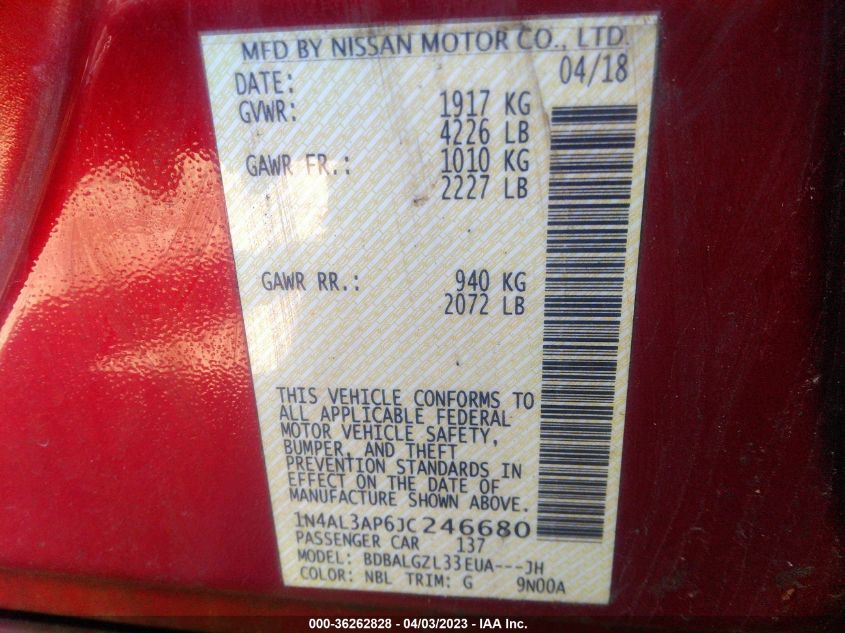 MFD BY NISSAN MOTOR CO., LTD.
DATE: 04/18
GVWR: 1917 KG
4226 LB
GAWR FR.: 1010 KG
2227 LB
GAWR RR.: 940 KG
2072 LB
THIS VEHICLE CONFORMS TO
ALL APPLICABLE FEDERAL
MOTOR VEHICLE SAFETY,
BUMPER, AND THEFT
PREVENTION STANDARDS IN
EFFECT ON THE DATE OF
MANUFACTURE SHOWN ABOVE.
1N4AL3AP6JC246680
PASSENGER CAR 137
MODEL: BDBALGZL33EUA---JH
COLOR: NBL TRIM: G 9N00A
000-36262828 - 04/03/2023 - IAA Inc.